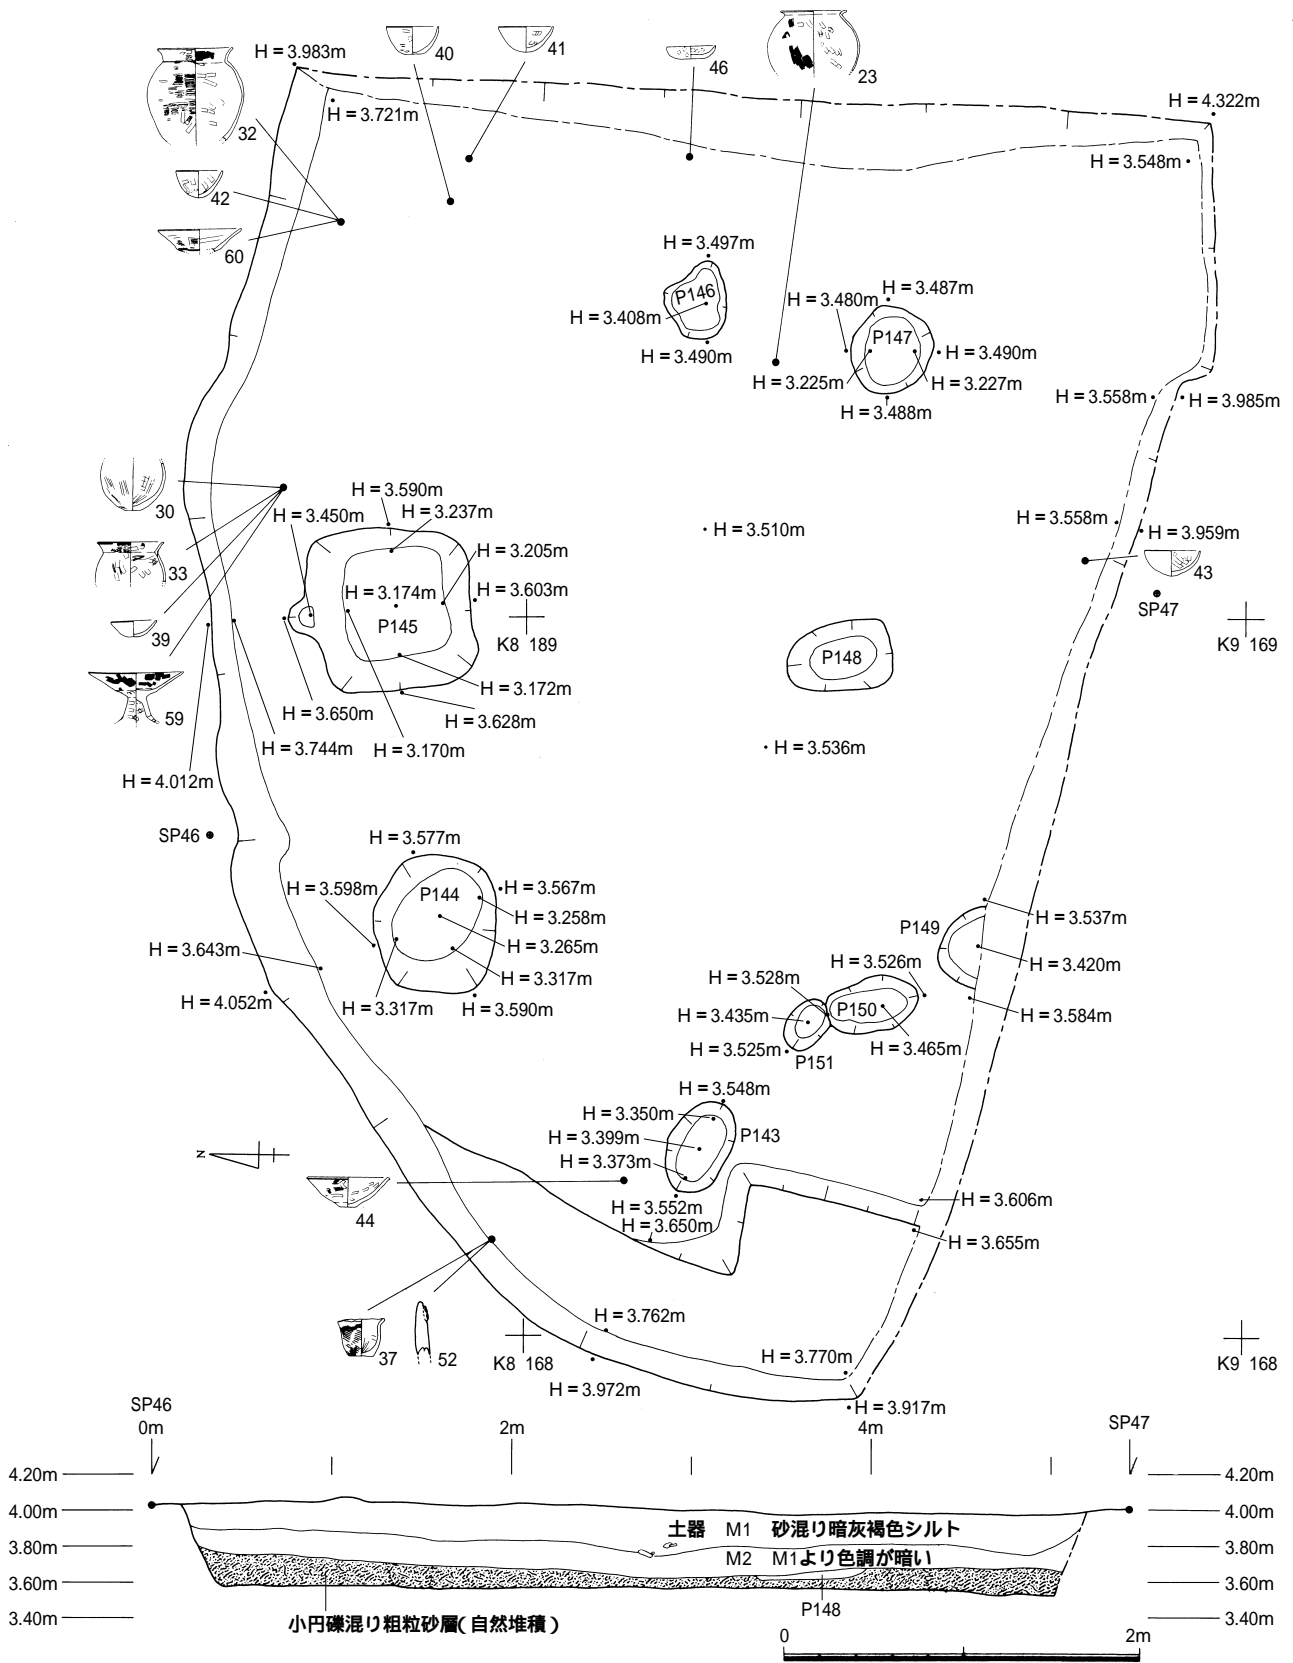 H = 3.983m
40
41
46
23
H = 4.322m
H = 3.721m
32
H = 3.548m
42
60
H = 3.497m
P146
H = 3.408m
H = 3.490m
H = 3.487m
H = 3.480m
P147
H = 3.490m
H = 3.225m
H = 3.227m
H = 3.488m
H = 3.558m
H = 3.985m
30
H = 3.590m
H = 3.450m
H = 3.237m
H = 3.205m
H = 3.510m
H = 3.558m
H = 3.959m
43
33
H = 3.174m
H = 3.603m
SP47
P145
39
K8 189
P148
K9 169
H = 3.172m
59
H = 3.650m
H = 3.628m
H = 3.744m
H = 3.170m
H = 3.536m
H = 4.012m
SP46
H = 3.577m
H = 3.598m
P144
H = 3.567m
H = 3.258m
H = 3.265m
H = 3.317m
H = 3.317m
H = 3.590m
H = 3.643m
H = 4.052m
P149
H = 3.537m
H = 3.420m
H = 3.526m
H = 3.528m
H = 3.435m
P150
H = 3.584m
H = 3.525m
H = 3.465m
P151
H = 3.548m
H = 3.350m
H = 3.399m
P143
H = 3.373m
N
H = 3.552m
H = 3.650m
H = 3.606m
44
H = 3.655m
H = 3.762m
37
52
K8 168
H = 3.770m
K9 168
H = 3.972m
H = 3.917m
SP46
0m
2m
4m
SP47
4.20m
4.20m
4.00m
4.00m
土器 M1 砂混り暗灰褐色シルト
3.80m
3.80m
M2 M1より色調が暗い
3.60m
3.60m
P148
3.40m
3.40m
小円礫混り粗粒砂層(自然堆積)
0
2m